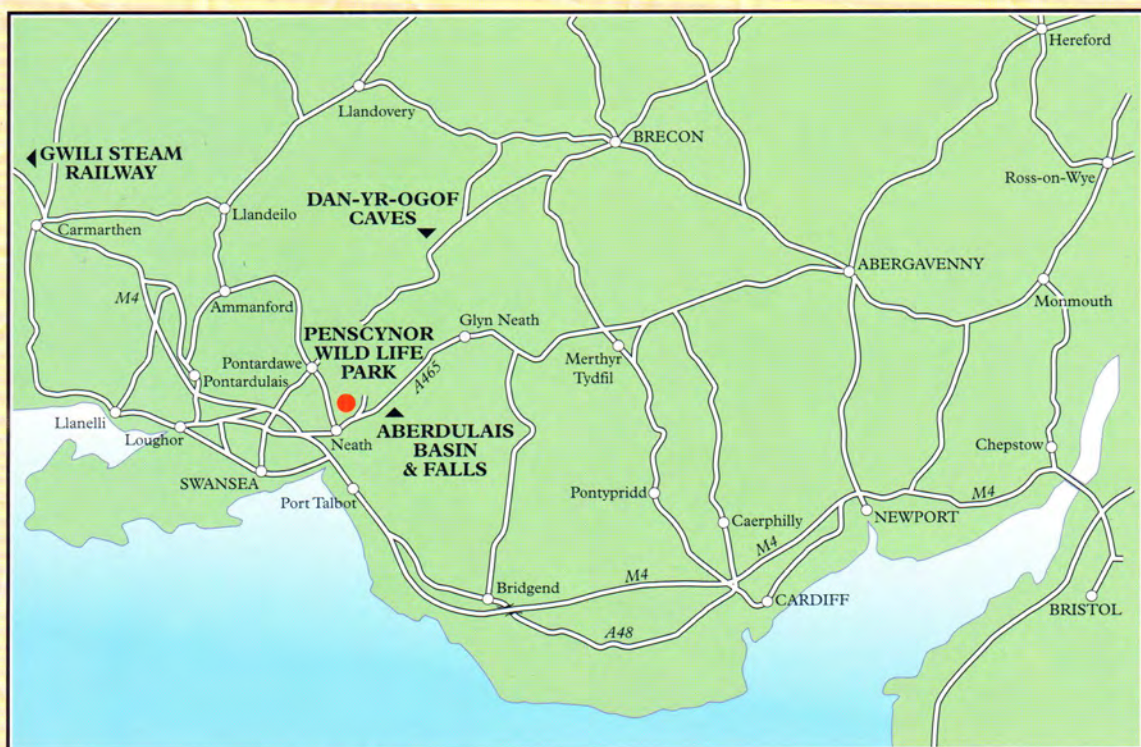 Hereford
Llandovery
BRECON
GWILI STEAM
RAILWAY
Ross-on-Wye
DAN-YR-OGOF
CAVES
Llandeilo
Carmarthen
ABERGAVENNY
M4
Ammanford
Monmouth
PENSCYNOR
WILD LIFE
PARK
Glyn Neath
Pontardawe
Pontardulais
A465
Merthyr
Tydfil
Llanelli
Loughor
Neath
ABERDULAIS
BASIN
& FALLS
Chepstow
SWANSEA
Port Talbot
Pontypridd
M4
Caerphilly
NEWPORT
M4
Bridgend
M4
CARDIFF
BRISTOL
A48